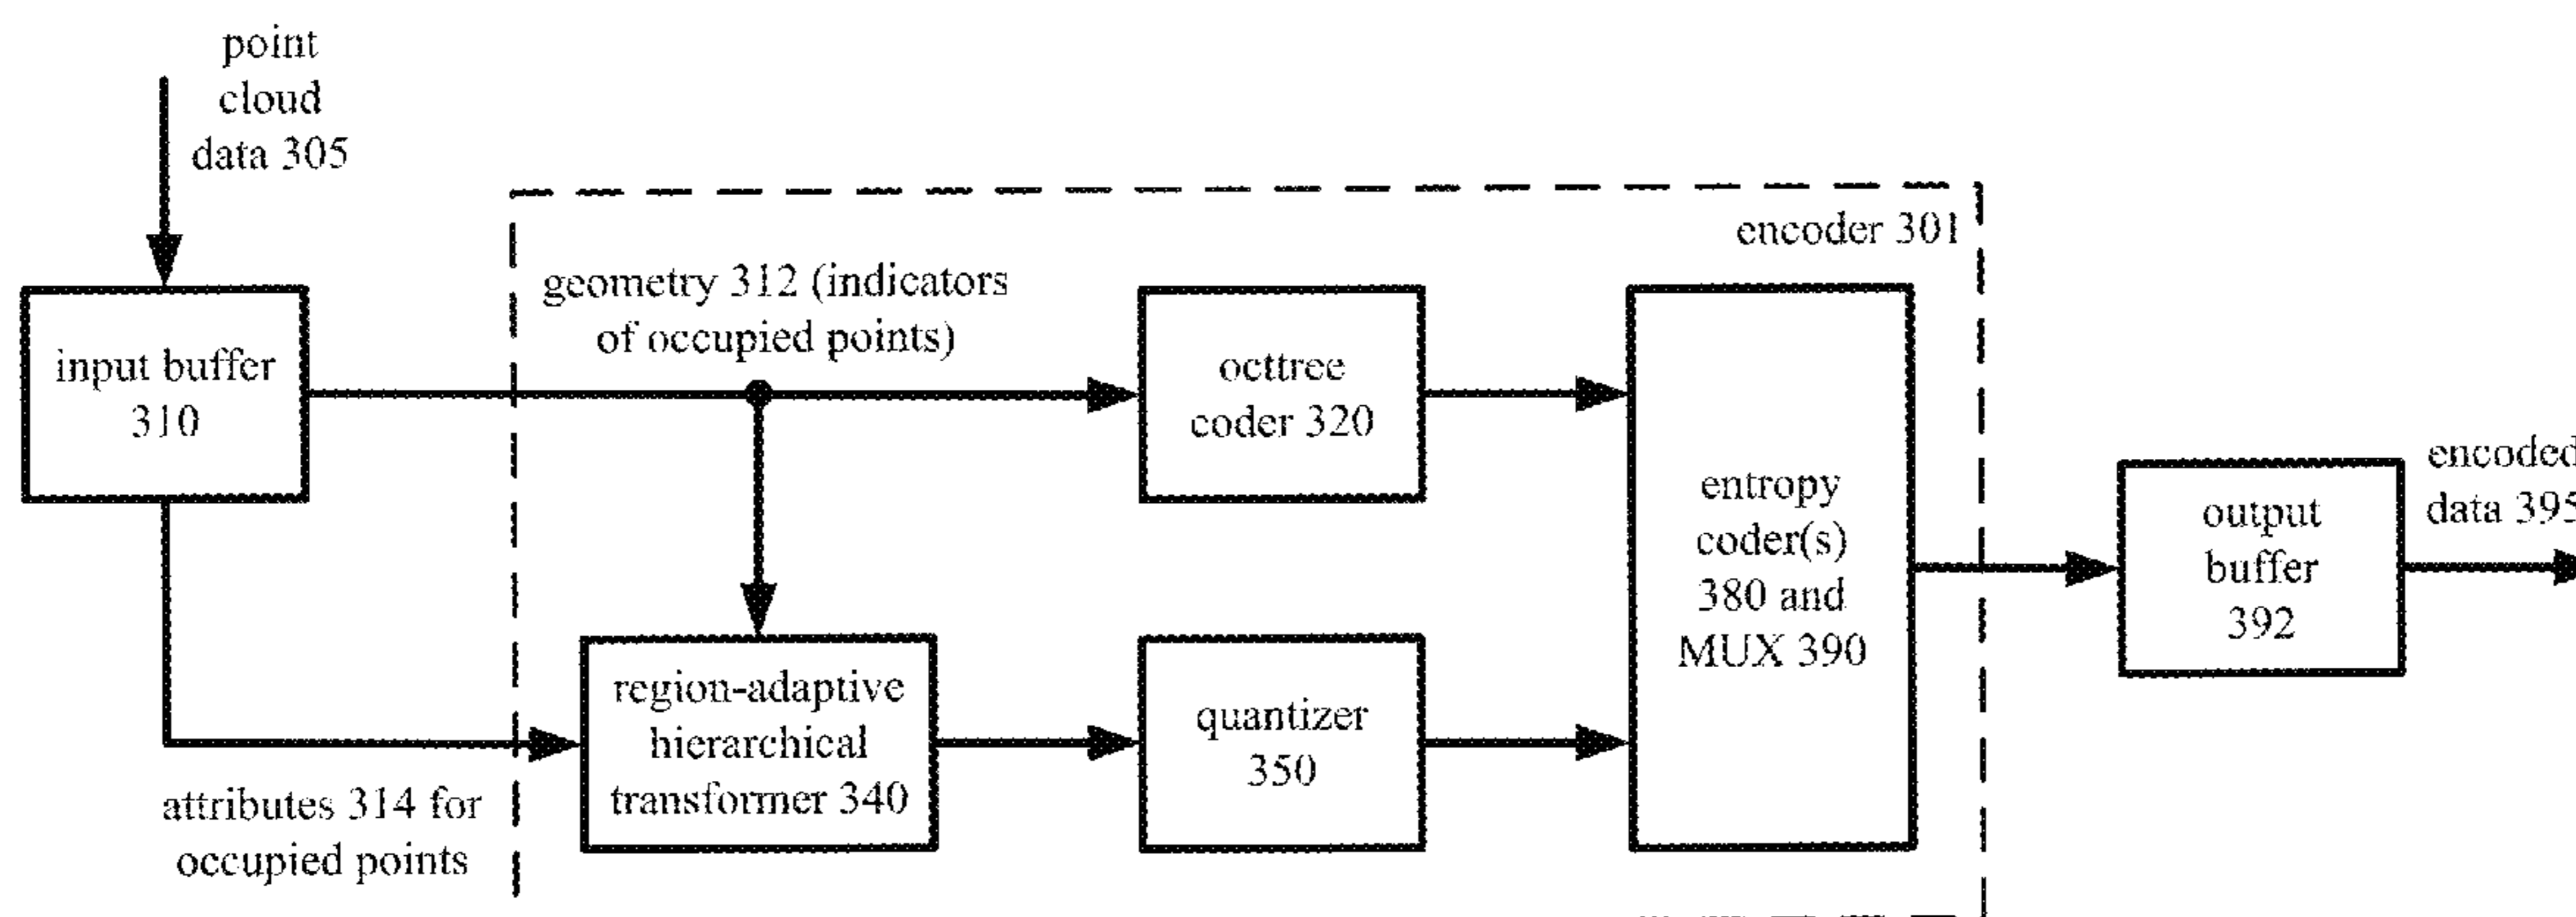 point
cloud
data 305
encoder 301
geometry 312 (indicators
of occupied points)
input buffer
310
octtree
coder 320
entropy
coder(s)
380 and
MUX 390
output
buffer
392
encoded
data 395
region-adaptive
hierarchical
transformer 340
quantizer
350
attributes 314 for
occupied points